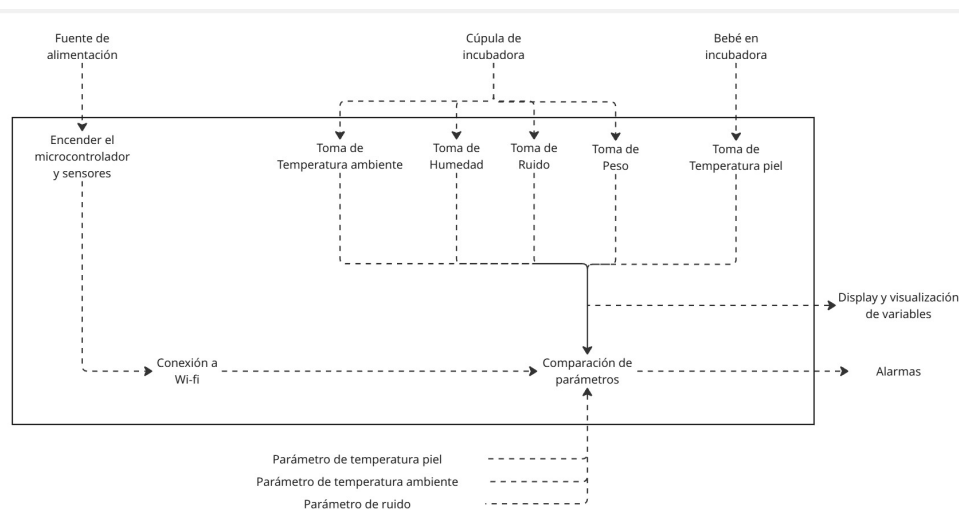 Fuente de
alimentación
Cúpula de
incubadora
Bebé en
incubadora
Encender el
microcontrolador
y sensores
Toma de
Temperatura ambiente
Toma de
Humedad
Toma de
Ruido
Toma de
Peso
Toma de
Temperatura piel
Display y visualización
de variables
Conexión a
Wi-fi
Comparación de
parámetros
Alarmas
Parámetro de temperatura piel
Parámetro de temperatura ambiente
Parámetro de ruido